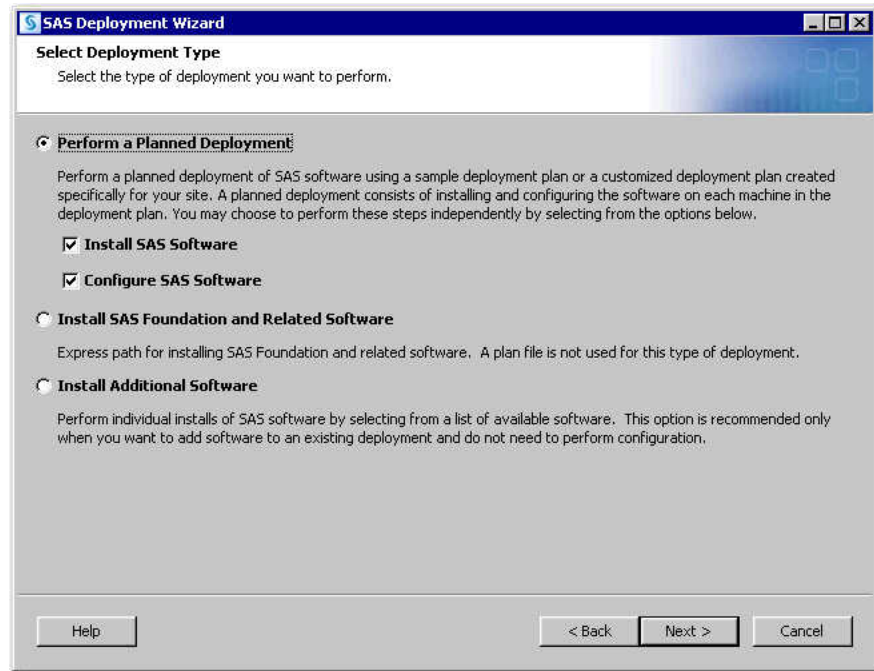 SAS Deployment Wizard
Select Deployment Type
Select the type of deployment you want to perform.
Perform a Planned Deployment
Perform a planned deployment of SAS software using a sample deployment plan or a customized deployment plan created
specifically for your site. A planned deployment consists of installing and configuring the software on each machine in the
deployment plan. You may choose to perform these steps independently by selecting from the options below.
Install SAS Software
Configure SAS Software
Install SAS Foundation and Related Software
Express path for installing SAS Foundation and related software. A plan file is not used for this type of deployment.
Install Additional Software
Perform individual installs of SAS software by selecting from a list of available software. This option is recommended only
when you want to add software to an existing deployment and do not need to perform configuration.
Help
< Back
Next >
Cancel